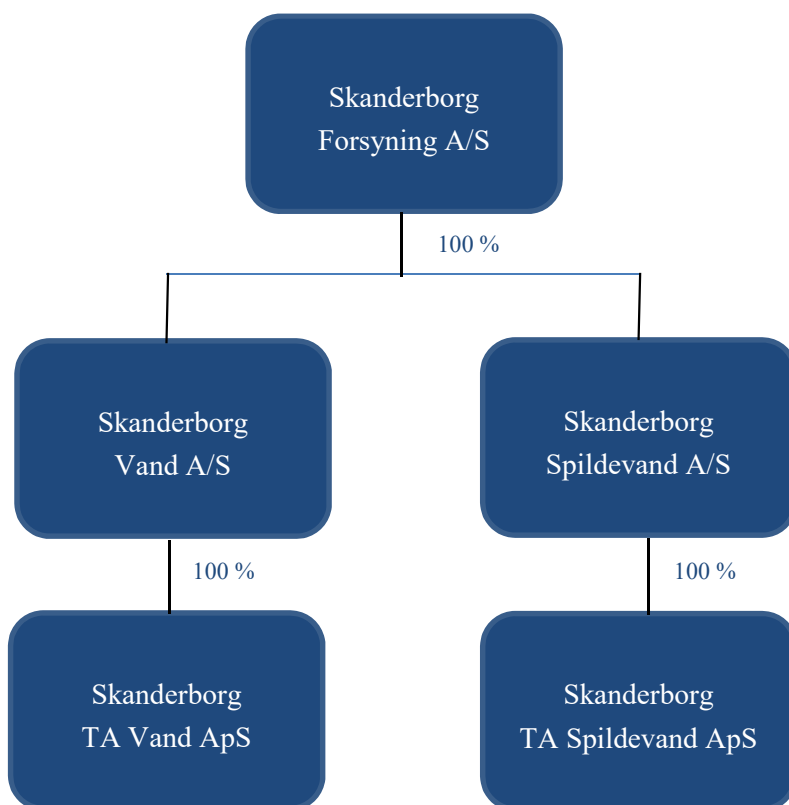 Skanderborg
Forsyning A/S
100 %
Skanderborg
Vand A/S
Skanderborg
Spildevand A/S
100 %
100 %
Skanderborg
TA Vand ApS
Skanderborg
TA Spildevand ApS